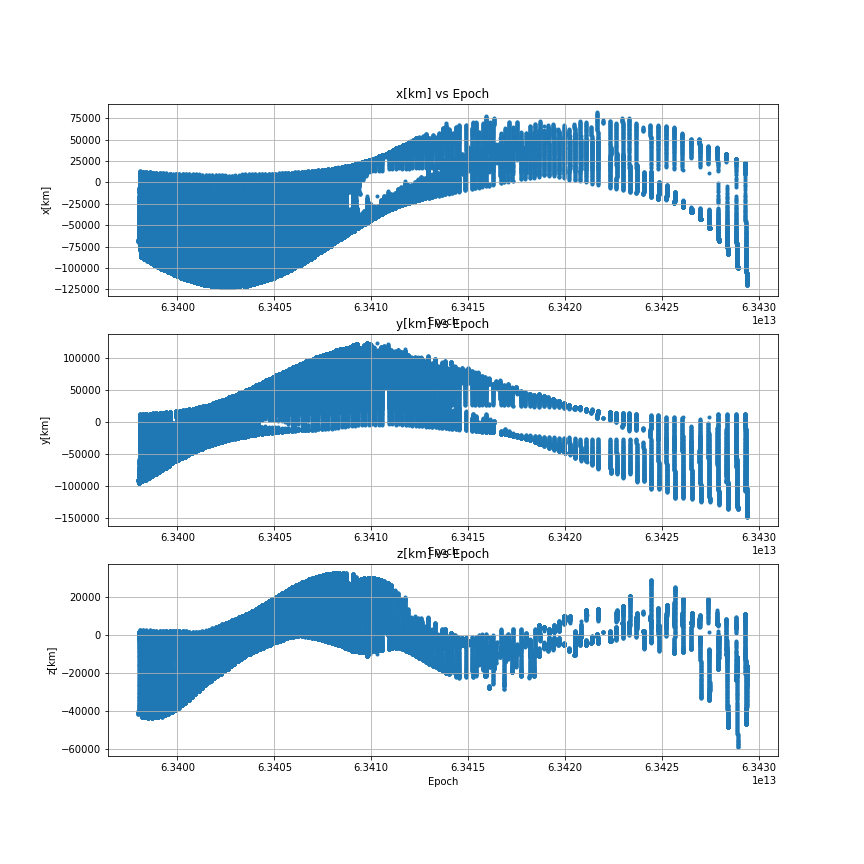 x[km] vs Epoch
x[km]
75000
50000
25000
0
−25000
−50000
−75000
−100000
−125000
6.3400 6.3405 6.3410 6.3415 6.3420 6.3425 6.3430
1e13
Epoch
y[km] vs Epoch
y[km]
100000
50000
0
−50000
−100000
−150000
6.3400 6.3405 6.3410 6.3415 6.3420 6.3425 6.3430
1e13
Epoch
z[km] vs Epoch
z[km]
20000
0
−20000
−40000
−60000
6.3400 6.3405 6.3410 6.3415 6.3420 6.3425 6.3430
1e13
Epoch